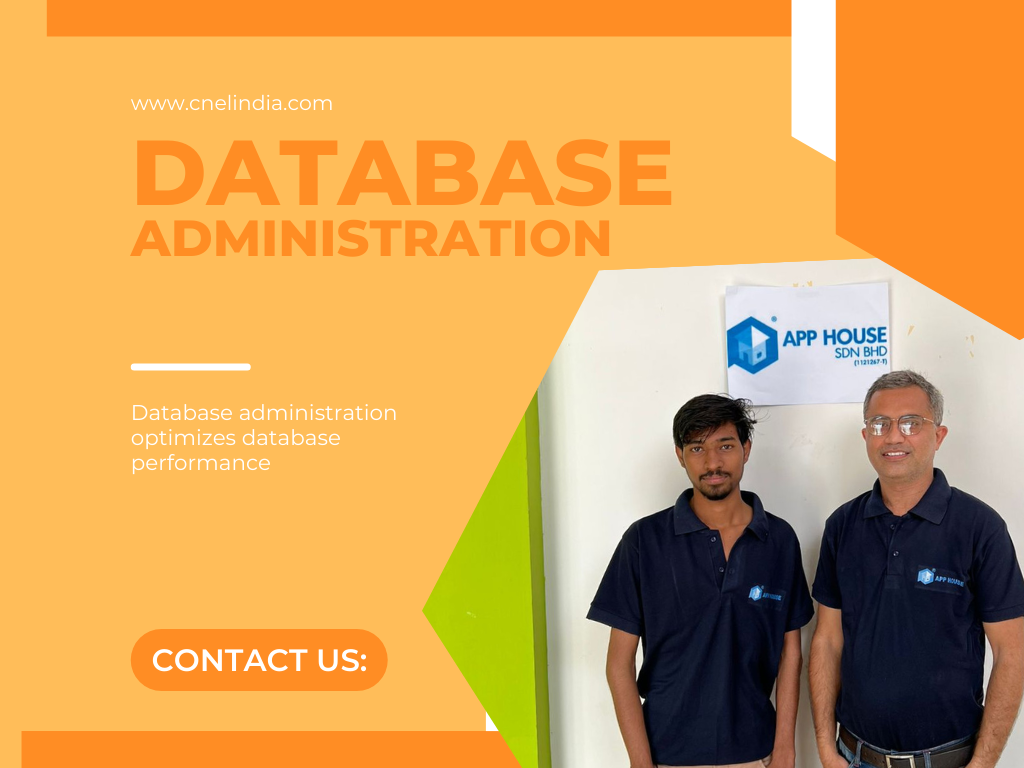 www.cnelindia.com
DATABASE
ADMINISTRATION
Database administration
optimizes database
performance
CONTACT US:
APP HOUSE
SDN BHD
(1121267-T)
APP HOUSE
APP HOUSE